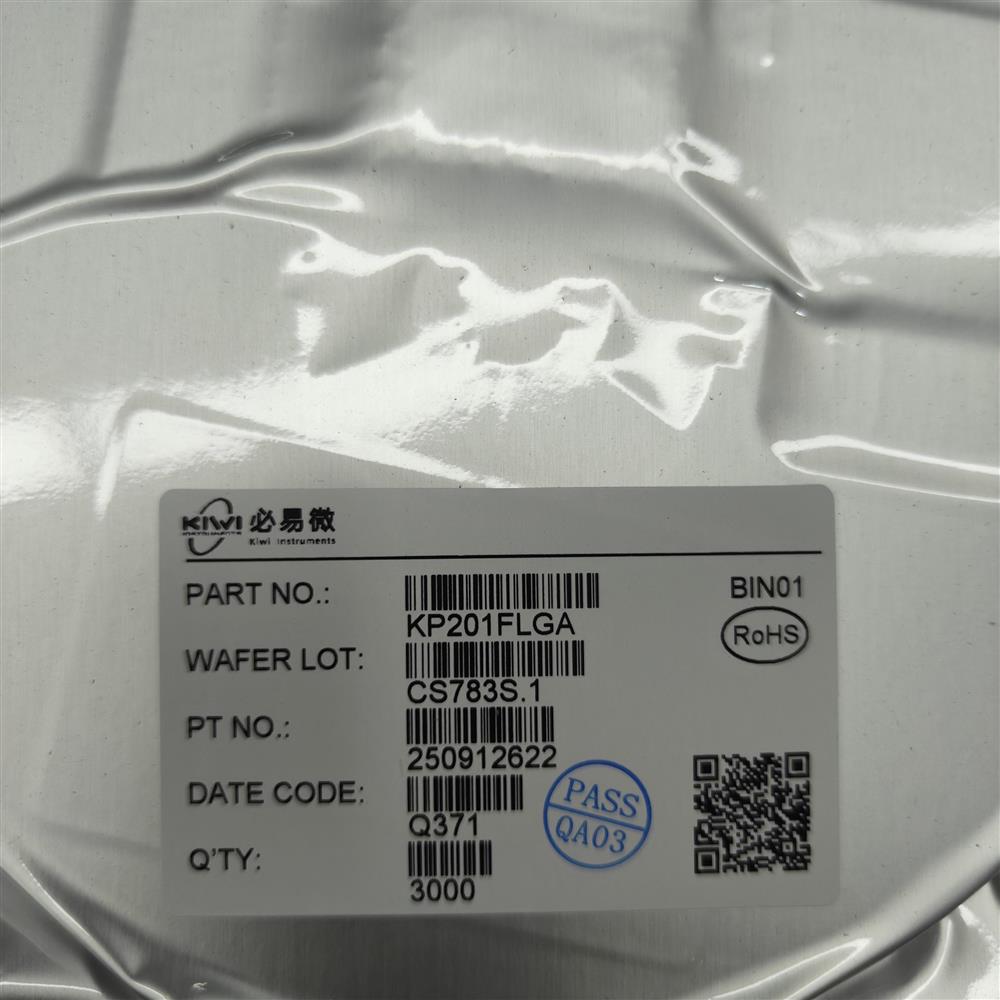 KIWI 必易微
INSTRUMENTS Kiwi Instruments
PART NO.: KP201FLGA BIN01
RoHS
WAFER LOT: CS783S.1
PT NO.: 250912622
DATE CODE: Q371
PASS
QA03
Q'TY: 3000